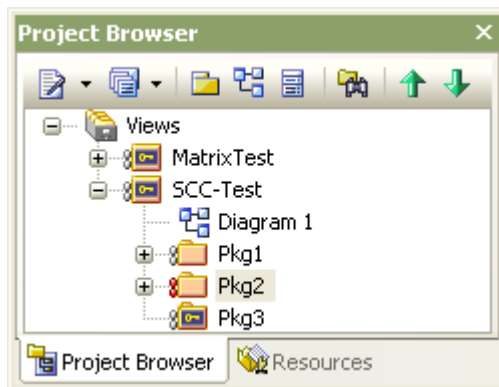 Project Browser
Views
MatrixTest
SCC-Test
Diagram 1
Pkg1
Pkg2
Pkg3
Project Browser Resources